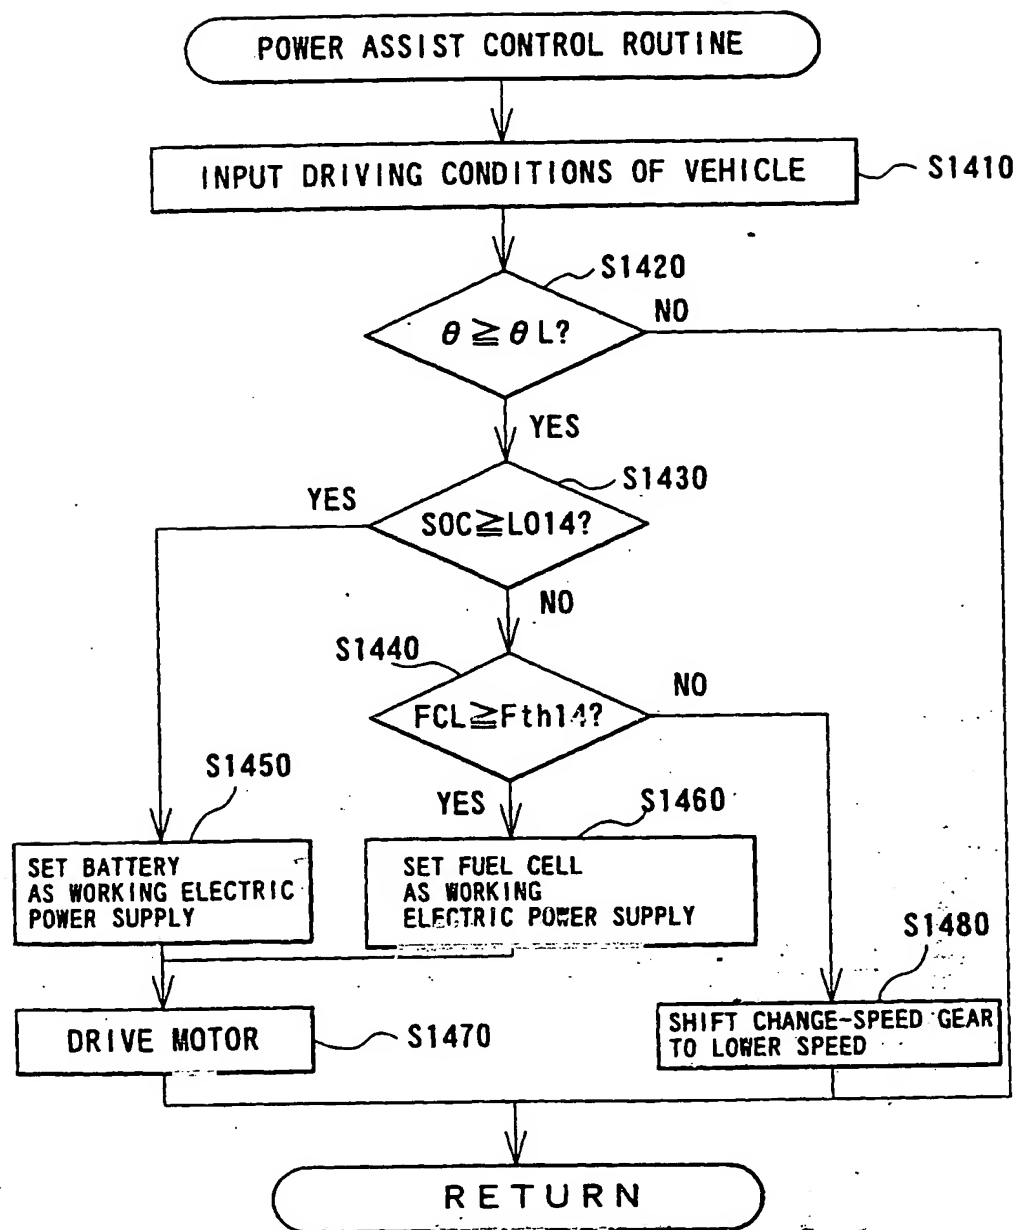 POWER ASSIST CONTROL ROUTINE
INPUT DRIVING CONDITIONS OF VEHICLE
S1410
S1420
θ ≧ θL?
NO
YES
S1430
YES
SOC≧LO14?
NO
S1440
FCL≧Fth14?
NO
S1450
YES
S1460
SET BATTERY
AS WORKING ELECTRIC
POWER SUPPLY
SET FUEL CELL
AS WORKING
ELECTRIC POWER SUPPLY
S1480
DRIVE MOTOR
S1470
SHIFT CHANGE-SPEED GEAR
TO LOWER SPEED
RETURN